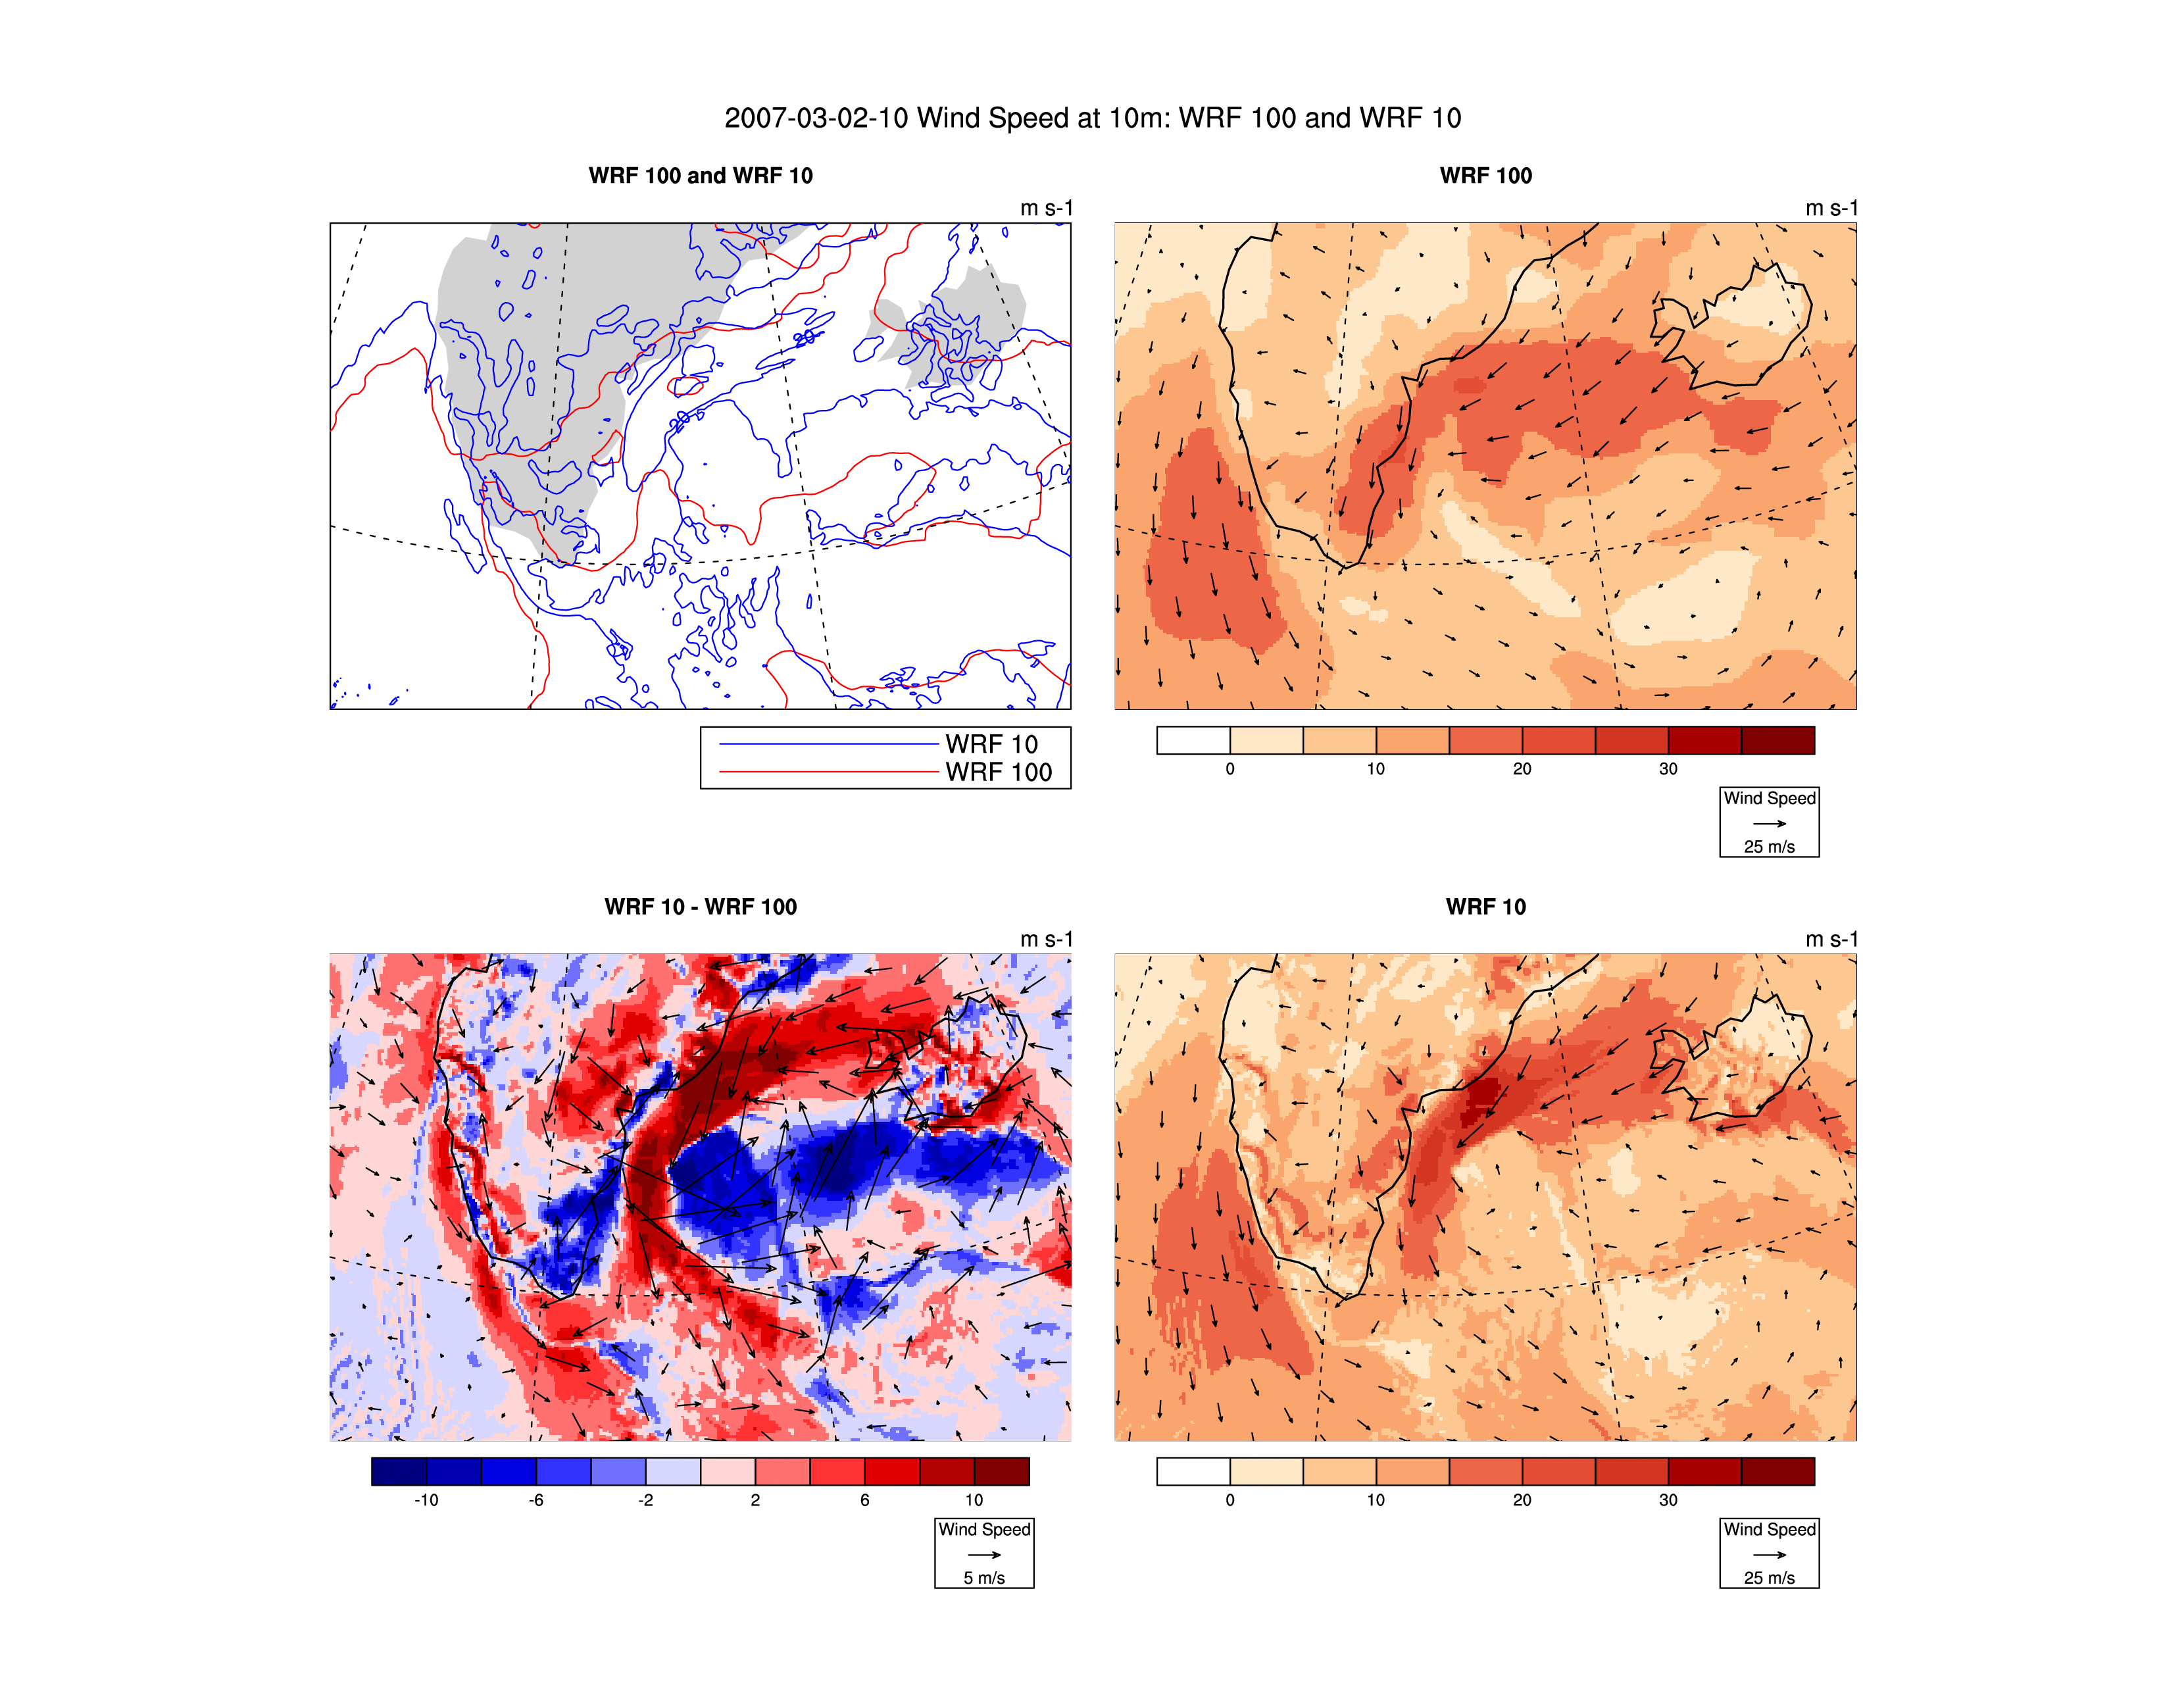 2007-03-02-10 Wind Speed at 10m: WRF 100 and WRF 10
WRF 100 and WRF 10
m s-1
20
20
WRF 10
WRF 100
WRF 100
m s-1
0 10 20 30
Wind Speed
25 m/s
WRF 10 - WRF 100
m s-1
-10 -6 -2 2 6 10
Wind Speed
5 m/s
WRF 10
m s-1
0 10 20 30
Wind Speed
25 m/s